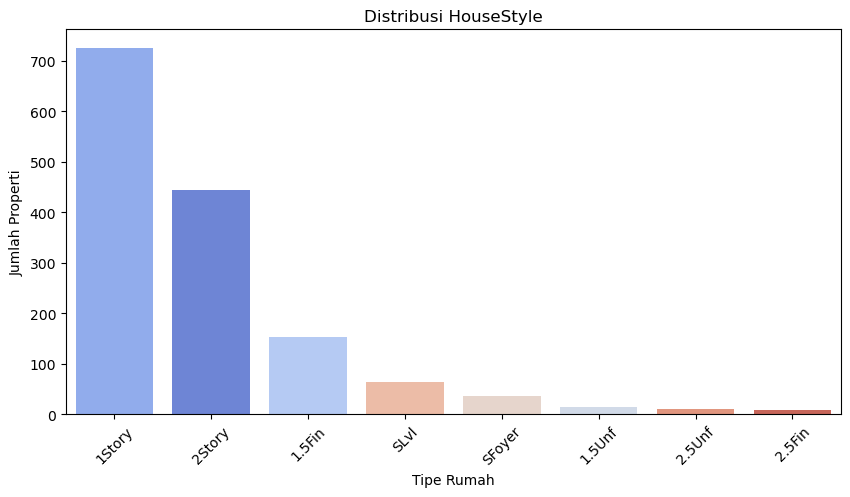 Distribusi HouseStyle
Jumlah Properti
700
600
500
400
300
200
100
0
1Story
2Story
1.5Fin
SLvl
SFoyer
1.5Unf
2.5Unf
2.5Fin
Tipe Rumah